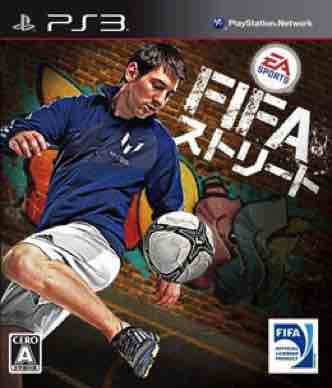 PS3
PlayStation Network
EA
SPORTS
FIFA
ストリート
CERO
A
FIFA
OFFICIAL
LICENSED
PRODUCT